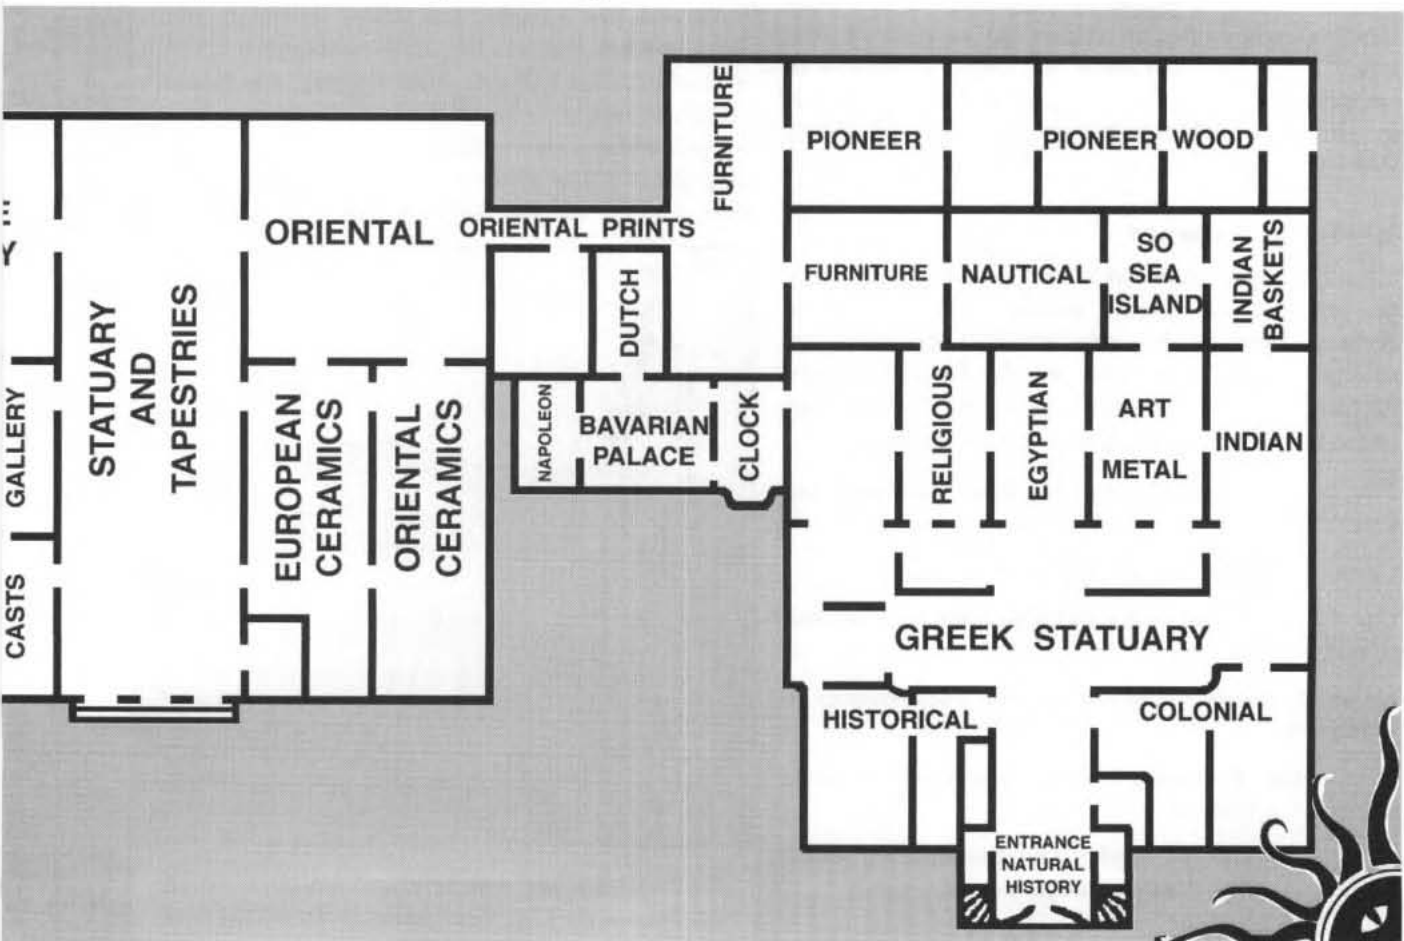 Y
GALLERY
CASTS
STATUARY
AND
TAPESTRIES
ORIENTAL
EUROPEAN
CERAMICS
ORIENTAL
CERAMICS
ORIENTAL PRINTS
DUTCH
NAPOLEON
BAVARIAN
PALACE
CLOCK
FURNITURE
PIONEER
PIONEER
WOOD
FURNITURE
NAUTICAL
SO
SEA
ISLAND
INDIAN
BASKETS
RELIGIOUS
EGYPTIAN
ART
METAL
INDIAN
GREEK STATUARY
HISTORICAL
COLONIAL
ENTRANCE
NATURAL
HISTORY